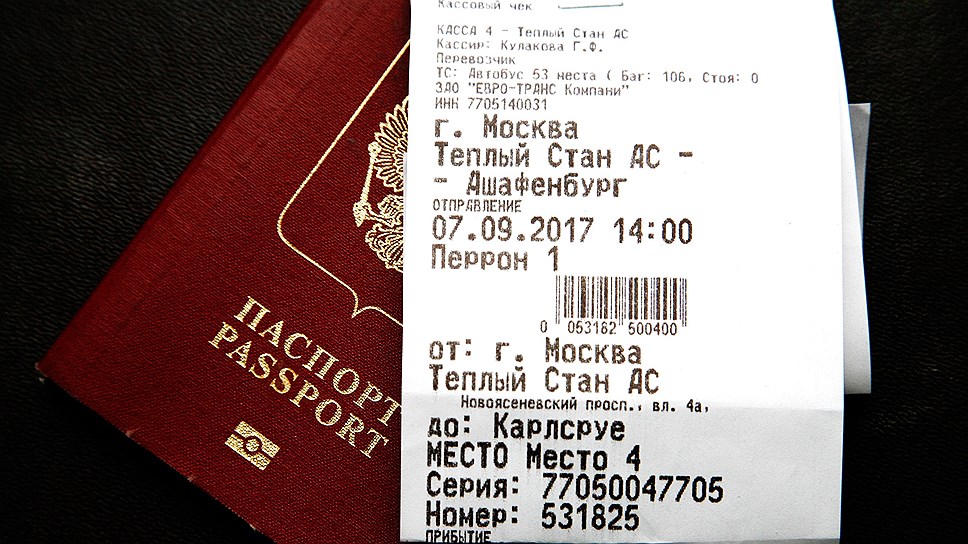 ПАСПОРТ
PASSPORT
Кассовый чек
КАССА 4 - Теплый Стан АС
Кассир: Кулакова Г.Ф.
Перевозчик
ТС: Автобус 53 места ( Баг: 106, Стоя: 0
ЗАО "ЕВРО-ТРАНС Компани"
ИНН 7705140031
г. Москва
Теплый Стан АС -
- Ашафенбург
ОТПРАВЛЕНИЕ
07.09.2017 14:00
Перрон 1
0 053182 500400
от: г. Москва
Теплый Стан АС
Новоясеневский просп., вл. 4а,
до: Карлсруе
МЕСТО Место 4
Серия: 77050047705
Номер: 531825
ПРИБЫТИЕ